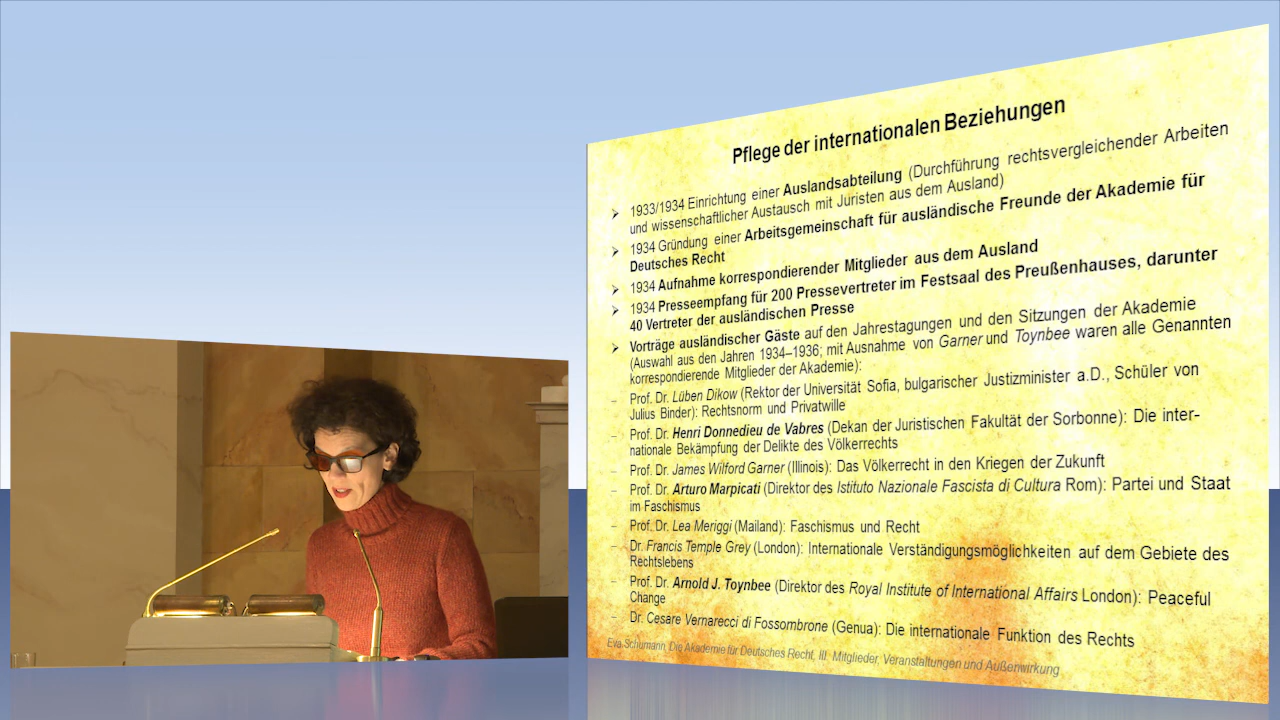 Pflege der internationalen Beziehungen
➢ 1933/1934 Einrichtung einer Auslandsabteilung (Durchführung rechtsvergleichender Arbeiten
und wissenschaftlicher Austausch mit Juristen aus dem Ausland)
➢ 1934 Gründung einer Arbeitsgemeinschaft für ausländische Freunde der Akademie für
Deutsches Recht
➢ 1934 Aufnahme korrespondierender Mitglieder aus dem Ausland
➢ 1934 Presseempfang für 200 Pressevertreter im Festsaal des Preußenhauses, darunter
40 Vertreter der ausländischen Presse
➢ Vorträge ausländischer Gäste auf den Jahrestagungen und den Sitzungen der Akademie
(Auswahl aus den Jahren 1934–1936; mit Ausnahme von Garner und Toynbee waren alle Genannten
korrespondierende Mitglieder der Akademie):
– Prof. Dr. Lüben Dikow (Rektor der Universität Sofia, bulgarischer Justizminister a.D., Schüler von
Julius Binder): Rechtsnorm und Privatwille
– Prof. Dr. Henri Donnedieu de Vabres (Dekan der Juristischen Fakultät der Sorbonne): Die inter-
nationale Bekämpfung der Delikte des Völkerrechts
– Prof. Dr. James Wilford Garner (Illinois): Das Völkerrecht in den Kriegen der Zukunft
– Prof. Dr. Arturo Marpicati (Direktor des Istituto Nazionale Fascista di Cultura Rom): Partei und Staat
im Faschismus
– Prof. Dr. Lea Meriggi (Mailand): Faschismus und Recht
– Dr. Francis Temple Grey (London): Internationale Verständigungsmöglichkeiten auf dem Gebiete des
Rechtslebens
– Prof. Dr. Arnold J. Toynbee (Direktor des Royal Institute of International Affairs London): Peaceful
Change
– Dr. Cesare Vernarecci di Fossombrone (Genua): Die internationale Funktion des Rechts
Eva Schumann, Die Akademie für Deutsches Recht, III. Mitglieder, Veranstaltungen und Außenwirkung